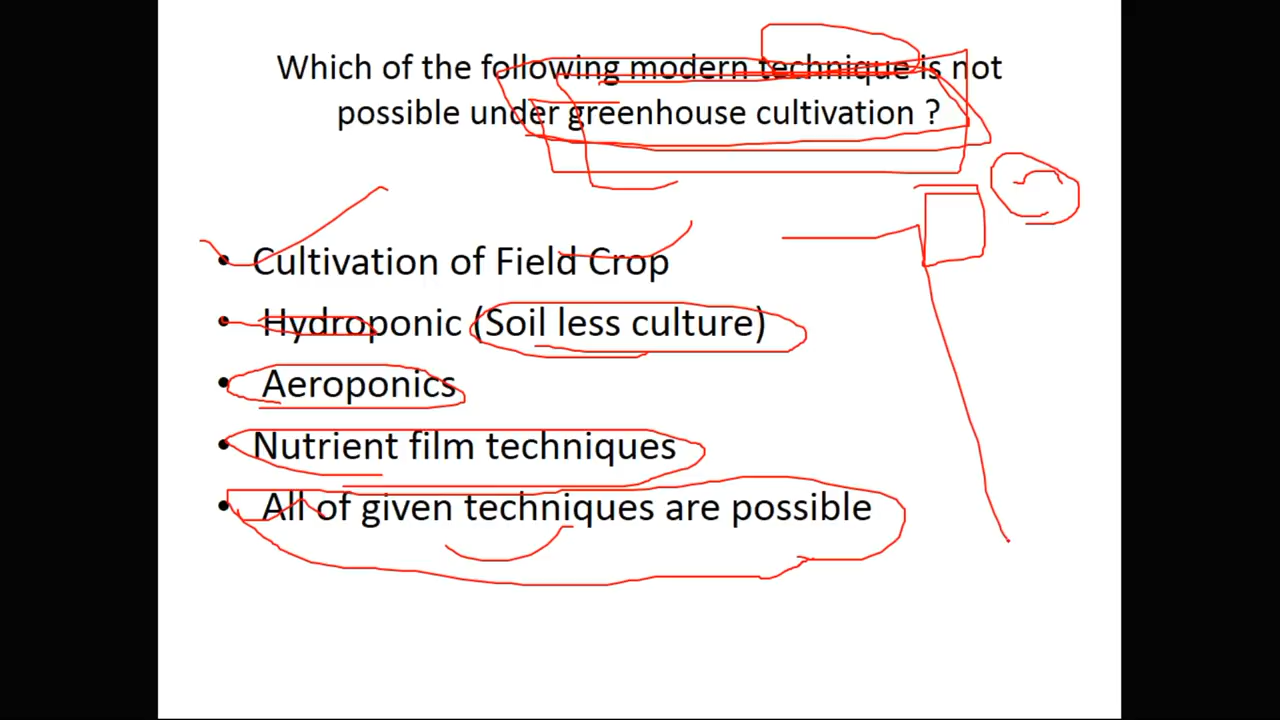 Which of the following modern technique is not
possible under greenhouse cultivation ?
• Cultivation of Field Crop
• Hydroponic (Soil less culture)
• Aeroponics
• Nutrient film techniques
• All of given techniques are possible